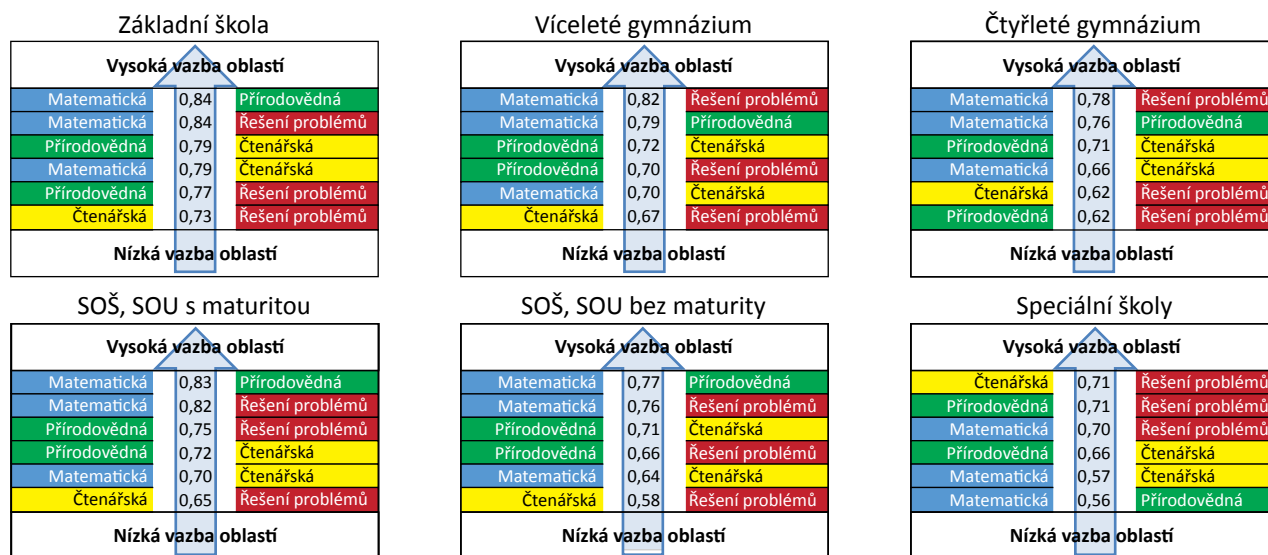 Základní škola
Vysoká vazba oblastí
Matematická 0,84 Přírodovědná
Matematická 0,84 Řešení problémů
Přírodovědná 0,79 Čtenářská
Matematická 0,79 Čtenářská
Přírodovědná 0,77 Řešení problémů
Čtenářská 0,73 Řešení problémů
Nízká vazba oblastí
Víceleté gymnázium
Vysoká vazba oblastí
Matematická 0,82 Řešení problémů
Matematická 0,79 Přírodovědná
Přírodovědná 0,72 Čtenářská
Přírodovědná 0,70 Řešení problémů
Matematická 0,70 Čtenářská
Čtenářská 0,67 Řešení problémů
Nízká vazba oblastí
Čtyřleté gymnázium
Vysoká vazba oblastí
Matematická 0,78 Řešení problémů
Matematická 0,76 Přírodovědná
Přírodovědná 0,71 Čtenářská
Matematická 0,66 Čtenářská
Čtenářská 0,62 Řešení problémů
Přírodovědná 0,62 Řešení problémů
Nízká vazba oblastí
SOŠ, SOU s maturitou
Vysoká vazba oblastí
Matematická 0,83 Přírodovědná
Matematická 0,82 Řešení problémů
Přírodovědná 0,75 Řešení problémů
Přírodovědná 0,72 Čtenářská
Matematická 0,70 Čtenářská
Čtenářská 0,65 Řešení problémů
Nízká vazba oblastí
SOŠ, SOU bez maturity
Vysoká vazba oblastí
Matematická 0,77 Přírodovědná
Matematická 0,76 Řešení problémů
Přírodovědná 0,71 Čtenářská
Přírodovědná 0,66 Řešení problémů
Matematická 0,64 Čtenářská
Čtenářská 0,58 Řešení problémů
Nízká vazba oblastí
Speciální školy
Vysoká vazba oblastí
Čtenářská 0,71 Řešení problémů
Přírodovědná 0,71 Řešení problémů
Matematická 0,70 Řešení problémů
Přírodovědná 0,66 Čtenářská
Matematická 0,57 Čtenářská
Matematická 0,56 Přírodovědná
Nízká vazba oblastí